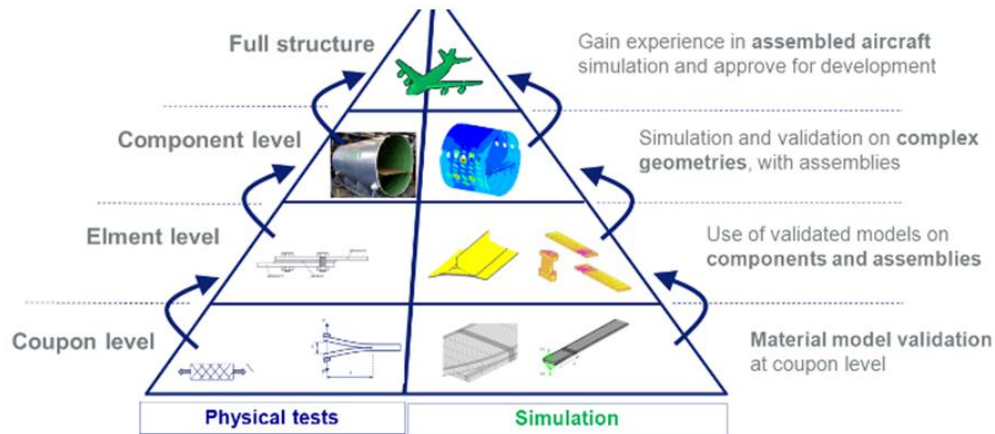 Full structure
Gain experience in assembled aircraft
simulation and approve for development
Component level
Simulation and validation on complex
geometries, with assemblies
Elment level
Use of validated models on
components and assemblies
Coupon level
Material model validation
at coupon level
Physical tests
Simulation